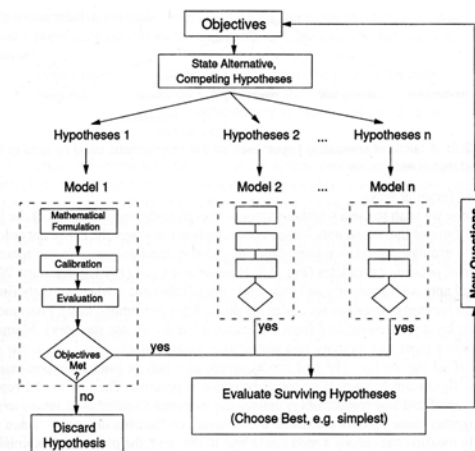 Objectives
State Alternative,
Competing Hypotheses
Hypotheses 1
Hypotheses 2
...
Hypotheses n
Model 1
Model 2
...
Model n
Mathematical
Formulation
Calibration
Evaluation
Objectives
Met
?
yes
yes
yes
no
Discard
Hypothesis
Evaluate Surviving Hypotheses
(Choose Best, e.g. simplest)
New Questions